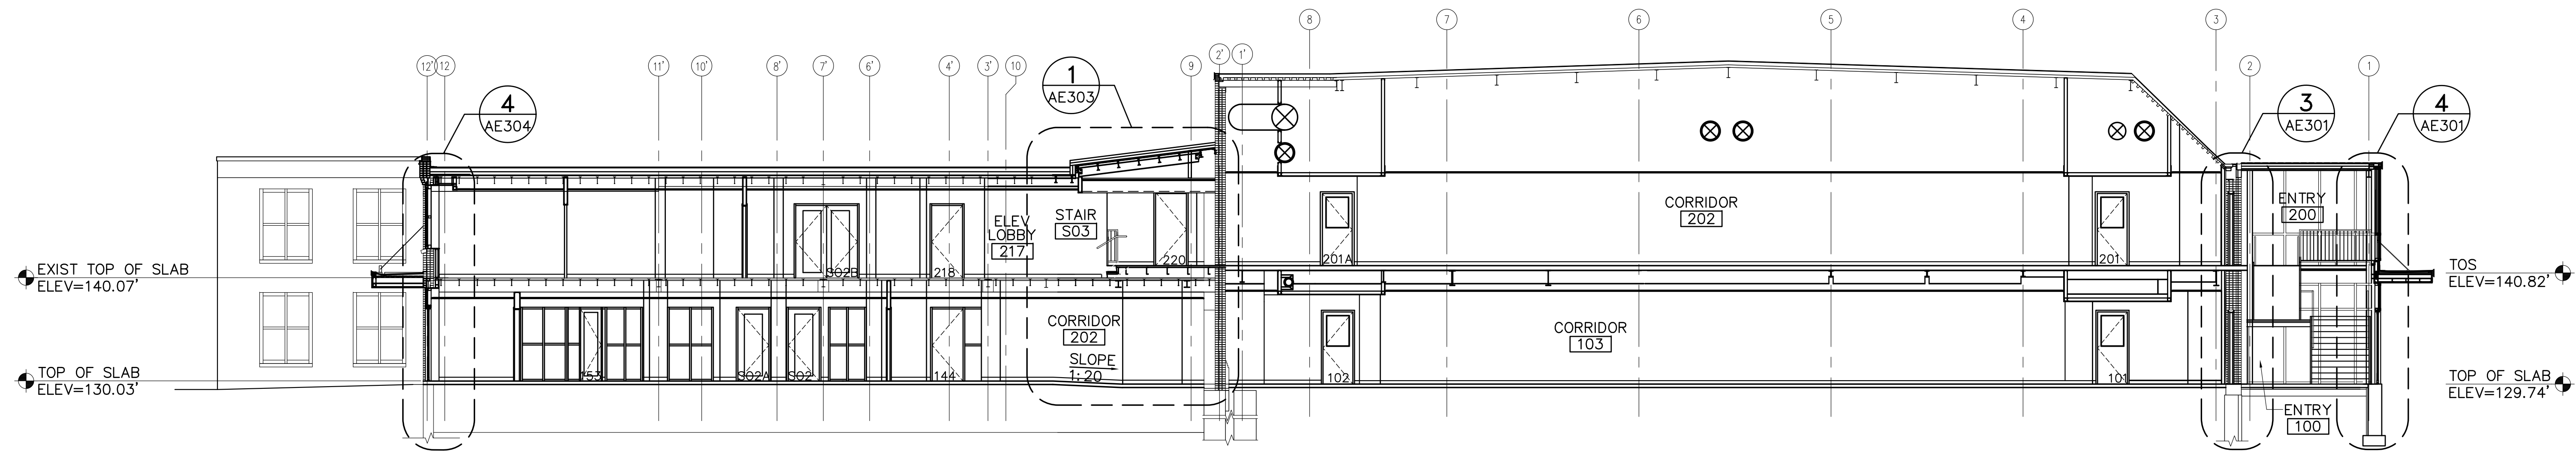 8
7
6
5
4
3
12'
12
11'
10'
8'
7'
6'
4'
3'
10
9
2'
1'
2
1
1
AE303
4
AE304
3
AE301
4
AE301
CORRIDOR
202
ENTRY
200
STAIR
S03
ELEV
LOBBY
217
EXIST TOP OF SLAB
ELEV=140.07'
S02B
218
220
201A
201
TOS
ELEV=140.82'
CORRIDOR
202
CORRIDOR
103
SLOPE
1:20
TOP OF SLAB
ELEV=130.03'
153
S02A
S02
144
102
101
TOP OF SLAB
ELEV=129.74'
ENTRY
100